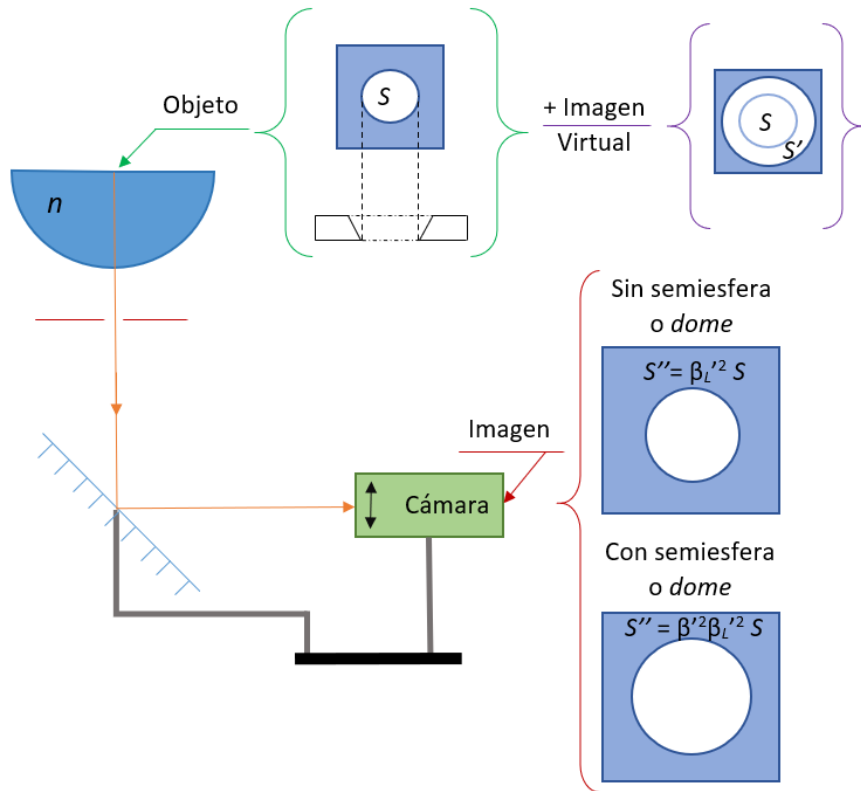 Objeto
S
+ Imagen
Virtual
S
S'
n
Sin semiesfera
o dome
S''= β_L'² S
Imagen
Cámara
Con semiesfera
o dome
S'' = β'²β_L'² S